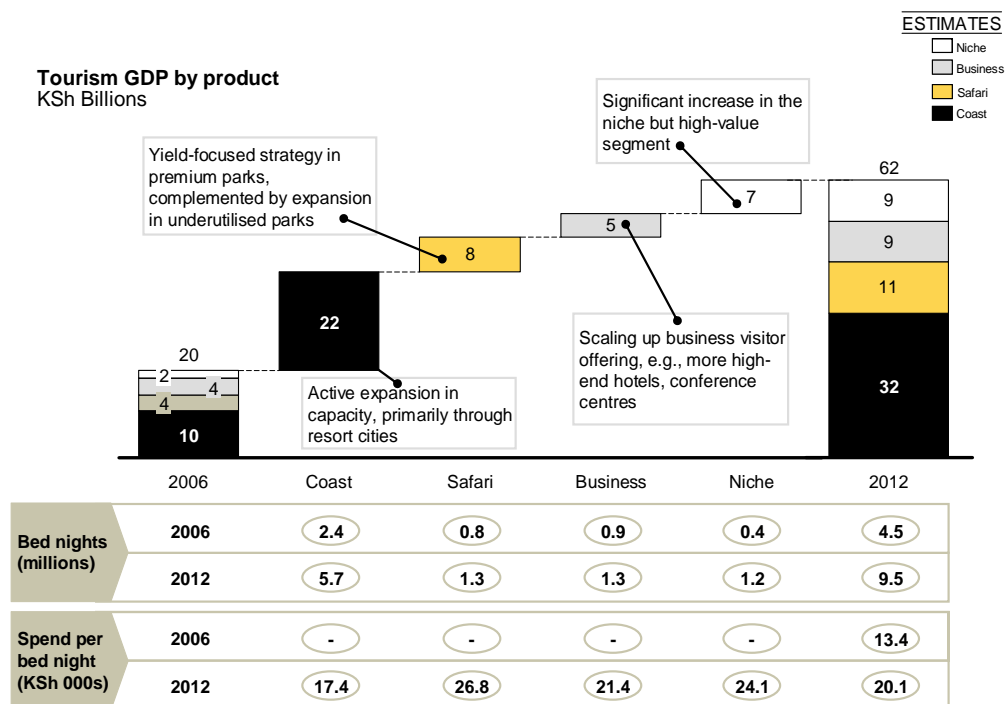 ESTIMATES
Niche
Business
Safari
Coast
Tourism GDP by product
KSh Billions
Significant increase in the
niche but high-value
segment
Yield-focused strategy in
premium parks,
complemented by expansion
in underutilised parks
62
7
9
5
8
9
11
22
Scaling up business visitor
offering, e.g., more high-
end hotels, conference
centres
20
2
4
4
10
Active expansion in
capacity, primarily through
resort cities
32
2006 Coast Safari Business Niche 2012
Bed nights
(millions)
2006 2.4 0.8 0.9 0.4 4.5
2012 5.7 1.3 1.3 1.2 9.5
Spend per
bed night
(KSh 000s)
2006 - - - - 13.4
2012 17.4 26.8 21.4 24.1 20.1